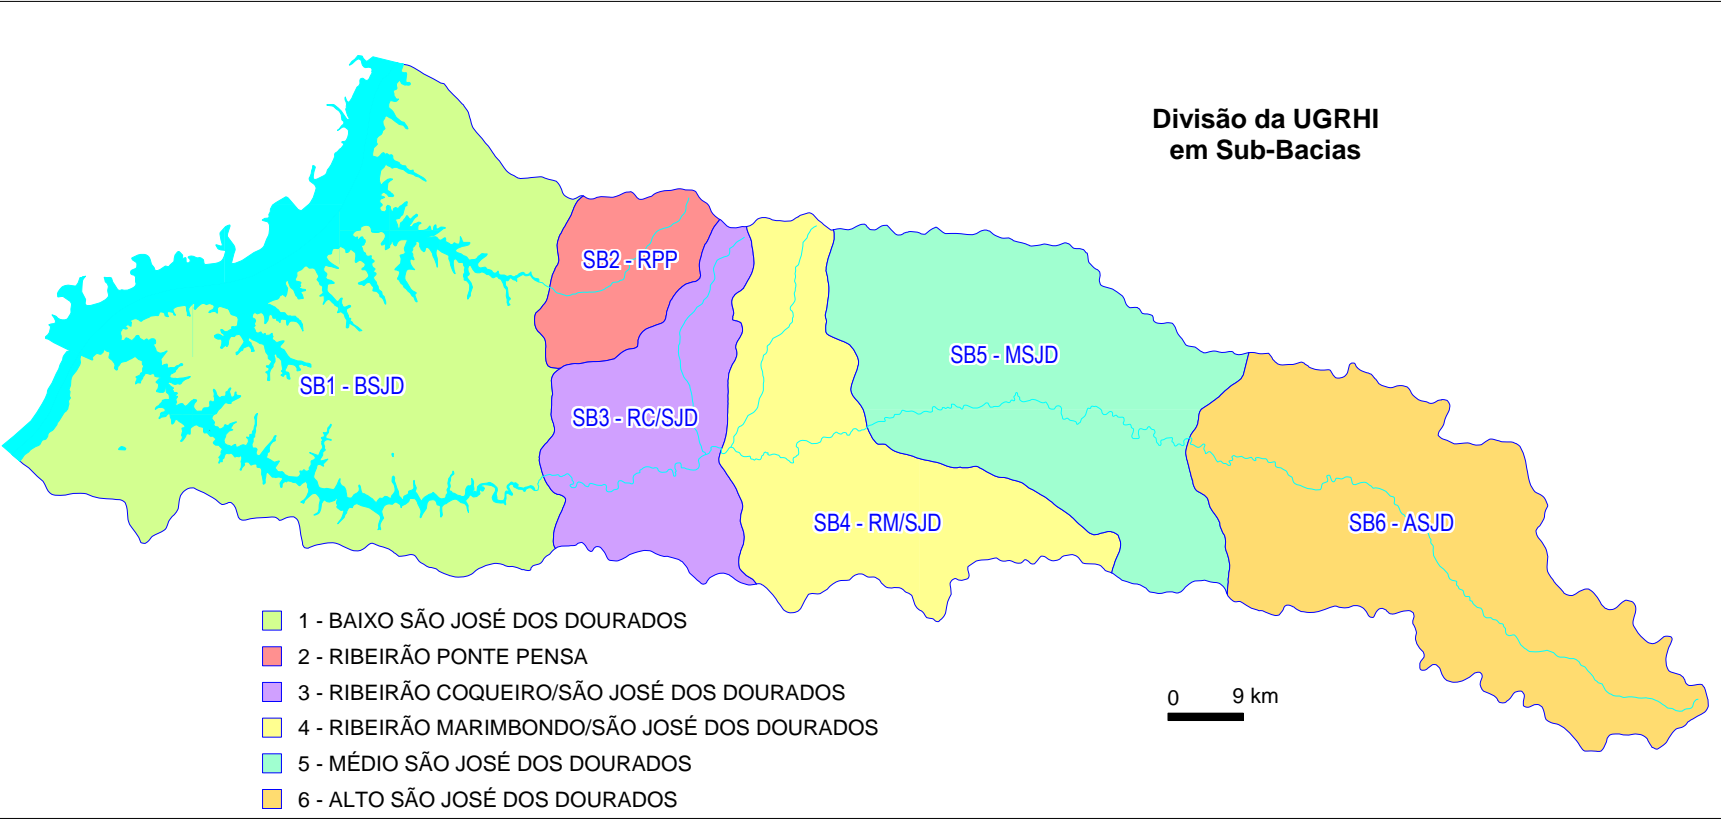 Divisão da UGRHI
em Sub-Bacias
SB2 - RPP
SB5 - MSJD
SB1 - BSJD
SB3 - RC/SJD
SB4 - RM/SJD
SB6 - ASJD
1 - BAIXO SÃO JOSÉ DOS DOURADOS
2 - RIBEIRÃO PONTE PENSA
3 - RIBEIRÃO COQUEIRO/SÃO JOSÉ DOS DOURADOS
4 - RIBEIRÃO MARIMBONDO/SÃO JOSÉ DOS DOURADOS
5 - MÉDIO SÃO JOSÉ DOS DOURADOS
6 - ALTO SÃO JOSÉ DOS DOURADOS
0 9 km